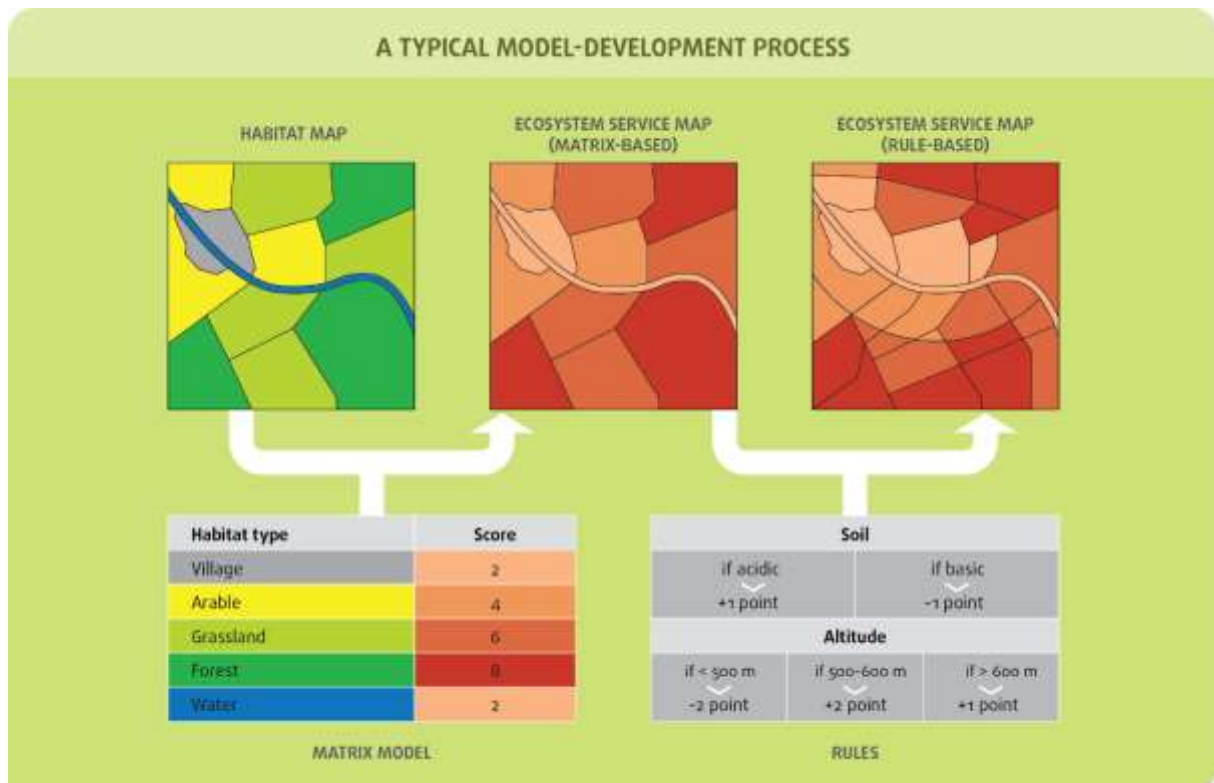 A TYPICAL MODEL-DEVELOPMENT PROCESS
HABITAT MAP
ECOSYSTEM SERVICE MAP
(MATRIX-BASED)
ECOSYSTEM SERVICE MAP
(RULE-BASED)
Habitat type Score
Village 2
Arable 4
Grassland 6
Forest 8
Water 2
MATRIX MODEL
Soil
if acidic if basic
+1 point -1 point
Altitude
if < 500 m if 500-600 m if > 600 m
-2 point +2 point +1 point
RULES